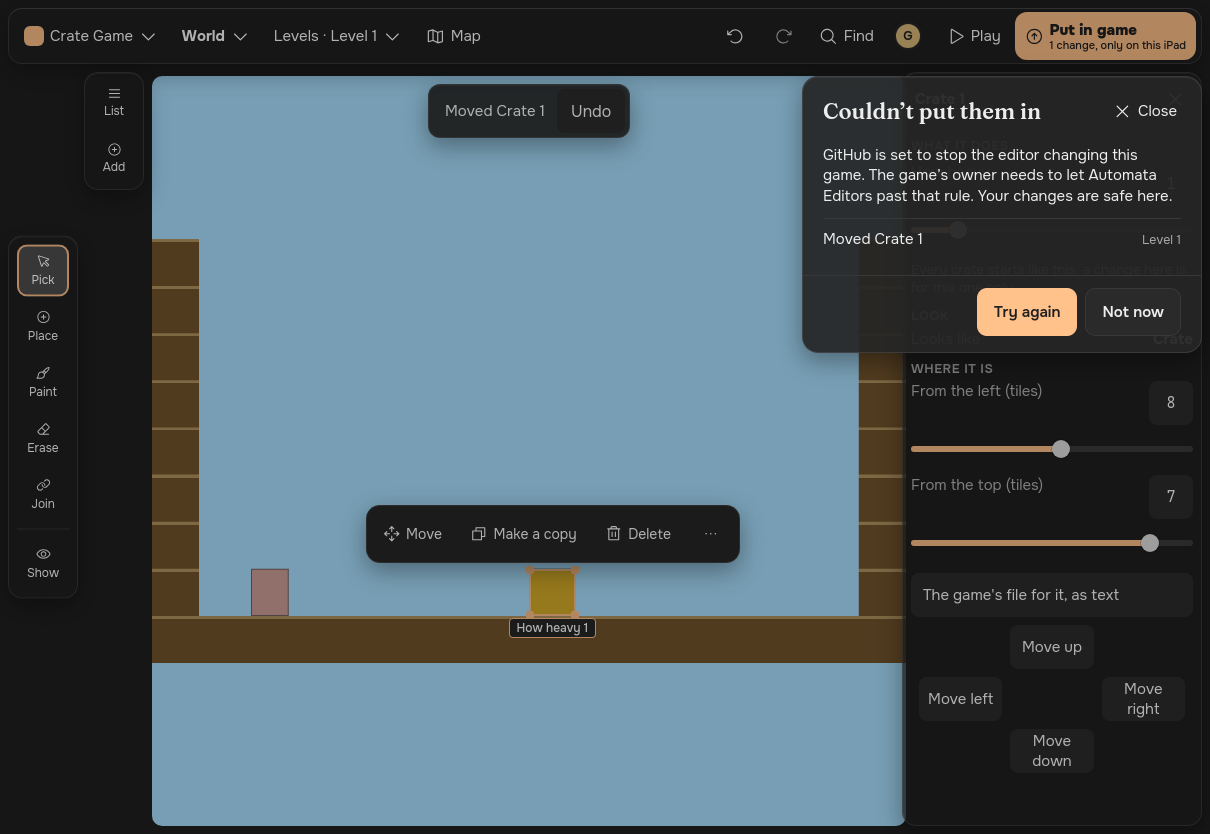 Crate Game
World
Levels · Level 1
Map
Find
G
Play
Put in game
1 change, only on this iPad
List
Add
Pick
Place
Paint
Erase
Join
Show
Moved Crate 1
Undo
Couldn’t put them in
Close
GitHub is set to stop the editor changing this
game. The game’s owner needs to let Automata
Editors past that rule. Your changes are safe here.
Moved Crate 1
Level 1
Try again
Not now
LOOK
Looks like
Crate
WHERE IT IS
From the left (tiles)
8
From the top (tiles)
7
The game's file for it, as text
Move up
Move left
Move
right
Move
down
Move
Make a copy
Delete
···
How heavy 1